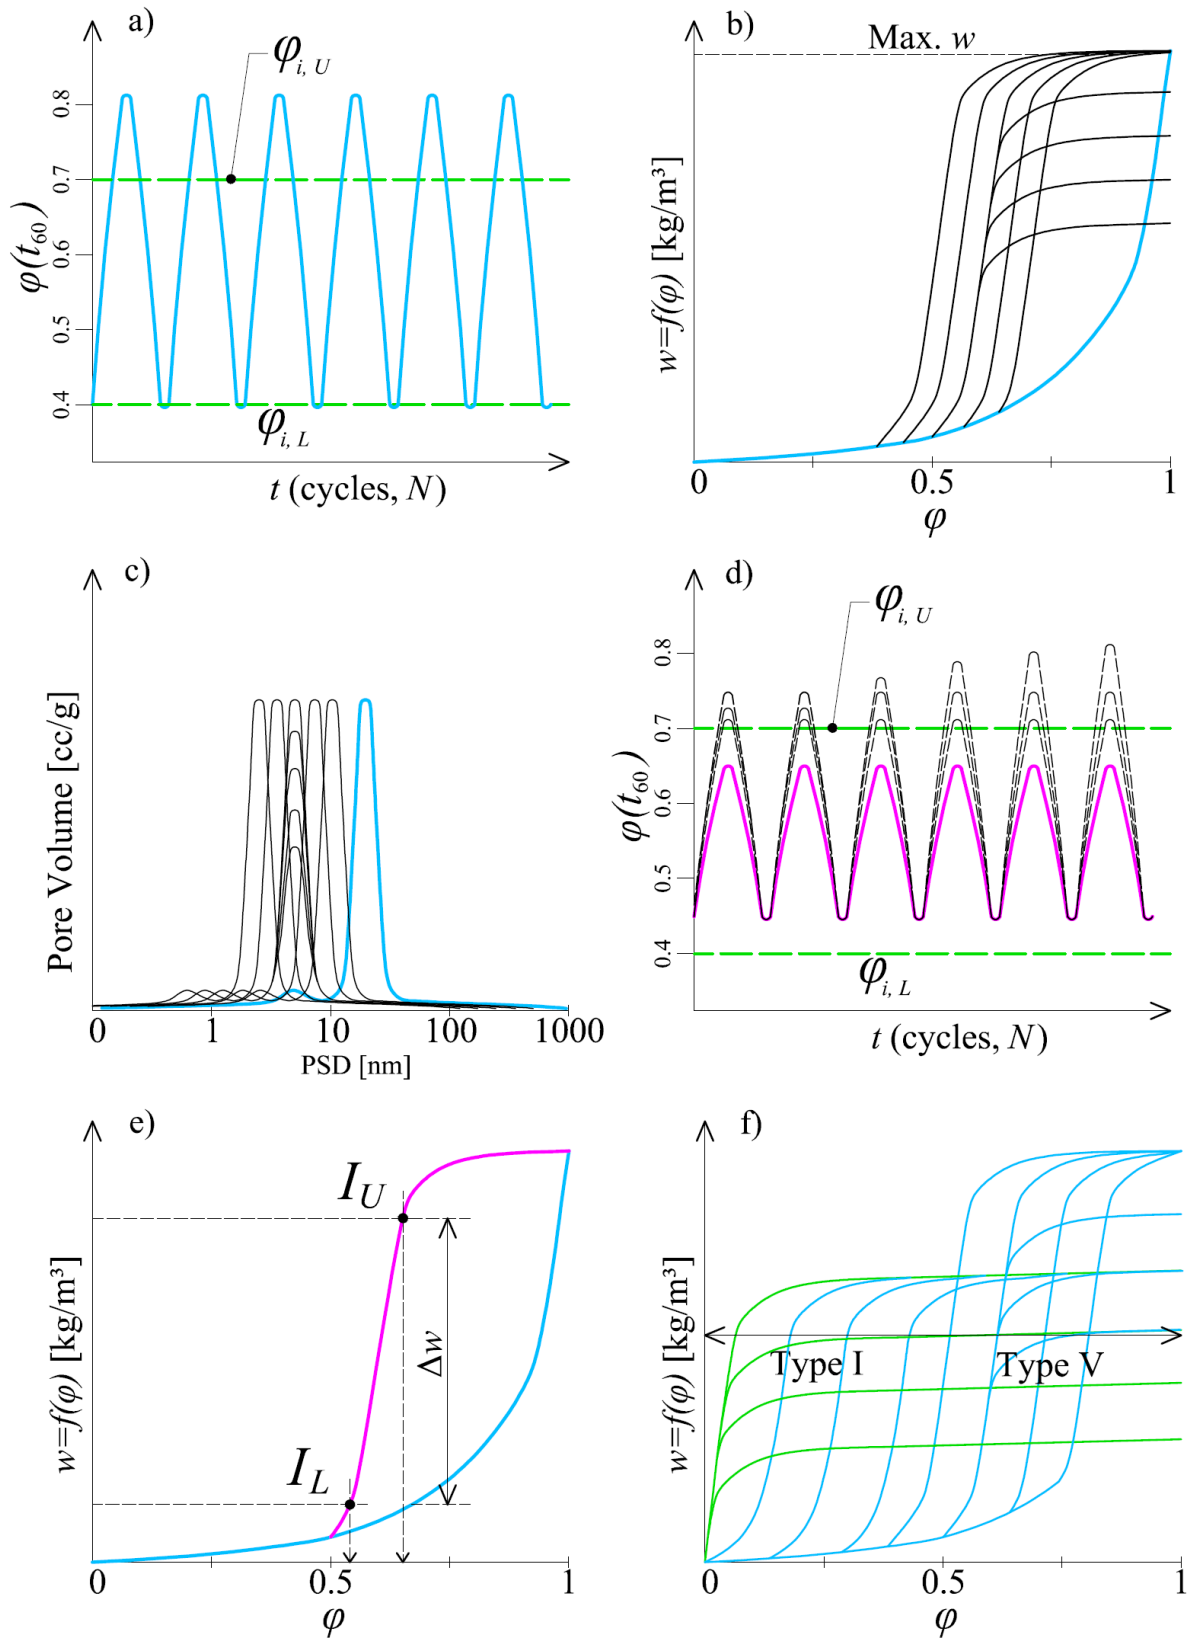 a)
φi, U
0.8
0.7
0.6
0.5
0.4
φ(t60)
φi, L
t (cycles, N)
b)
Max. w
w=f(φ) [kg/m³]
0 0.5 1
φ
c)
Pore Volume [cc/g]
0 1 10 100 1000
PSD [nm]
d)
φi, U
0.8
0.7
0.6
0.5
0.4
φ(t60)
φi, L
t (cycles, N)
e)
IU
Δw
IL
w=f(φ) [kg/m³]
0 0.5 1
φ
f)
Type I Type V
w=f(φ) [kg/m³]
0 0.5 1
φ